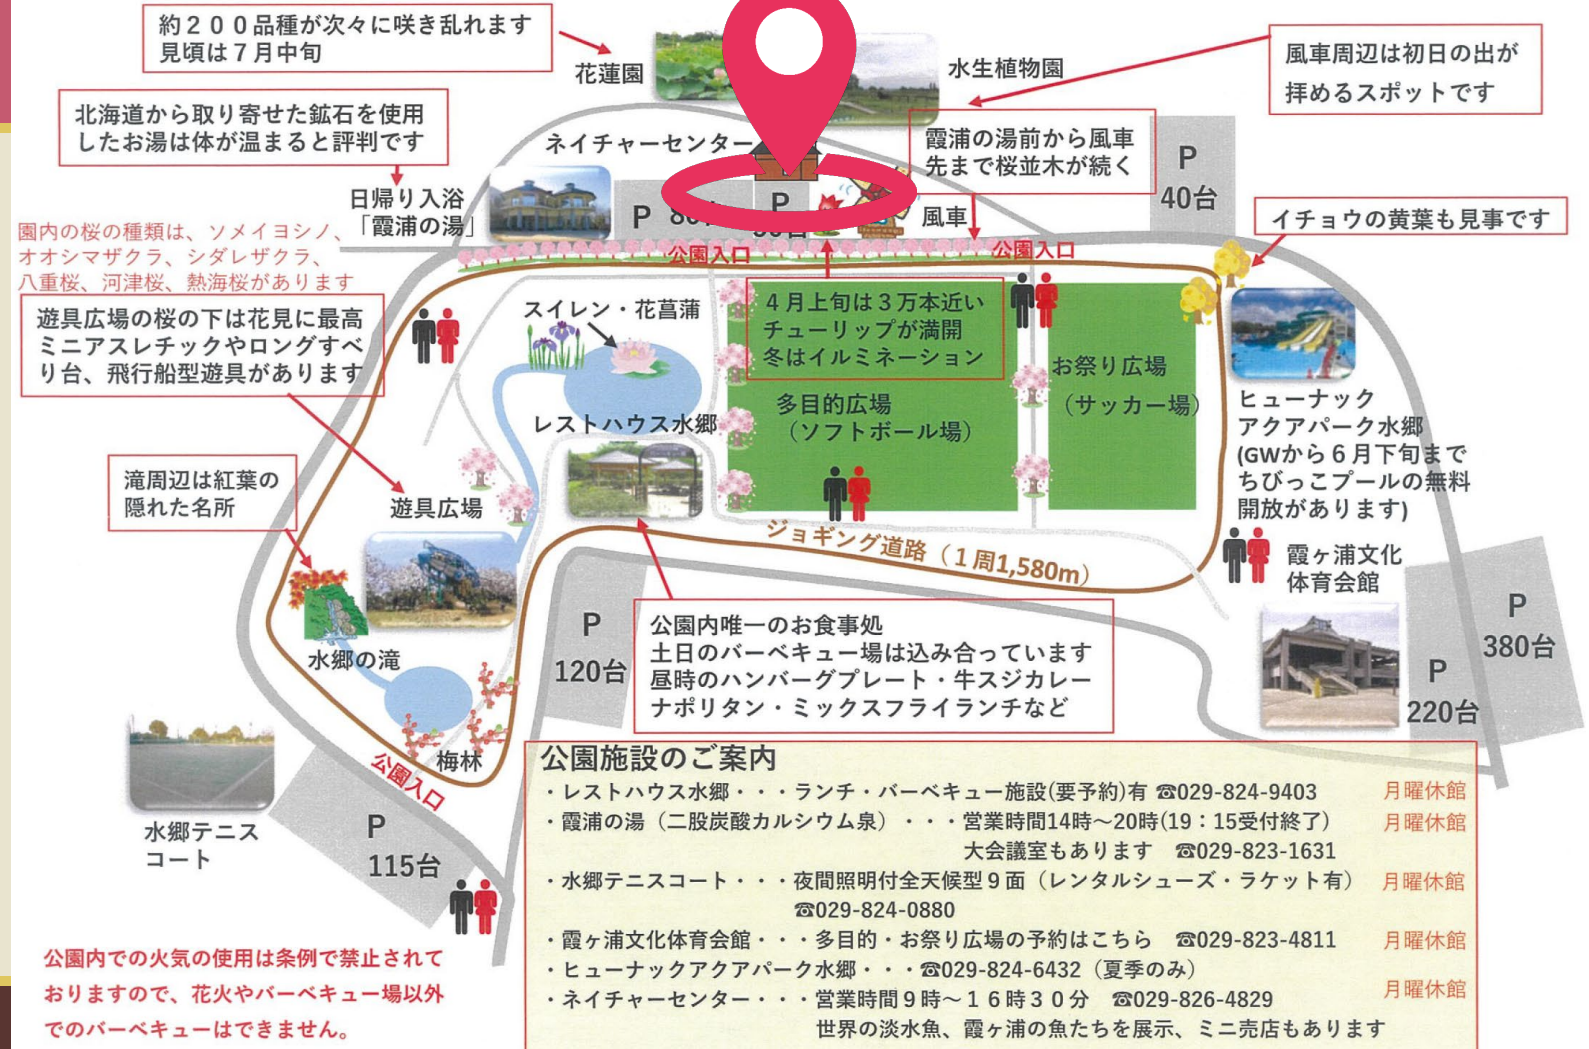 約２００品種が次々に咲き乱れます
見頃は７月中旬
花蓮園
水生植物園
風車周辺は初日の出が
拝めるスポットです
北海道から取り寄せた鉱石を使用
したお湯は体が温まると評判です
ネイチャーセンター
霞浦の湯前から風車
先まで桜並木が続く
P
40台
日帰り入浴
「霞浦の湯」
P
P
風車
イチョウの黄葉も見事です
園内の桜の種類は、ソメイヨシノ、
オオシマザクラ、シダレザクラ、
八重桜、河津桜、熱海桜があります
公園入口
公園入口
遊具広場の桜の下は花見に最高
ミニアスレチックやロングすべ
り台、飛行船型遊具があります
スイレン・花菖蒲
４月上旬は３万本近い
チューリップが満開
冬はイルミネーション
お祭り広場
（サッカー場）
多目的広場
（ソフトボール場）
レストハウス水郷
ヒューナック
アクアパーク水郷
(GWから６月下旬まで
ちびっこプールの無料
開放があります)
滝周辺は紅葉の
隠れた名所
遊具広場
ジョギング道路（１周1,580m）
霞ヶ浦文化
体育会館
水郷の滝
P
120台
公園内唯一のお食事処
土日のバーベキュー場は込み合っています
昼時のハンバーグプレート・牛スジカレー
ナポリタン・ミックスフライランチなど
P
380台
P
220台
梅林
公園入口
水郷テニス
コート
P
115台
公園施設のご案内
・レストハウス水郷・・・ランチ・バーベキュー施設(要予約)有 ☎029-824-9403 月曜休館
・霞浦の湯（二股炭酸カルシウム泉）・・・営業時間14時～20時(19：15受付終了) 月曜休館
大会議室もあります ☎029-823-1631
・水郷テニスコート・・・夜間照明付全天候型９面（レンタルシューズ・ラケット有） 月曜休館
☎029-824-0880
・霞ヶ浦文化体育会館・・・多目的・お祭り広場の予約はこちら ☎029-823-4811 月曜休館
・ヒューナックアクアパーク水郷・・・☎029-824-6432（夏季のみ）
・ネイチャーセンター・・・営業時間９時～１６時３０分 ☎029-826-4829 月曜休館
世界の淡水魚、霞ヶ浦の魚たちを展示、ミニ売店もあります
公園内での火気の使用は条例で禁止されて
おりますので、花火やバーベキュー場以外
でのバーベキューはできません。